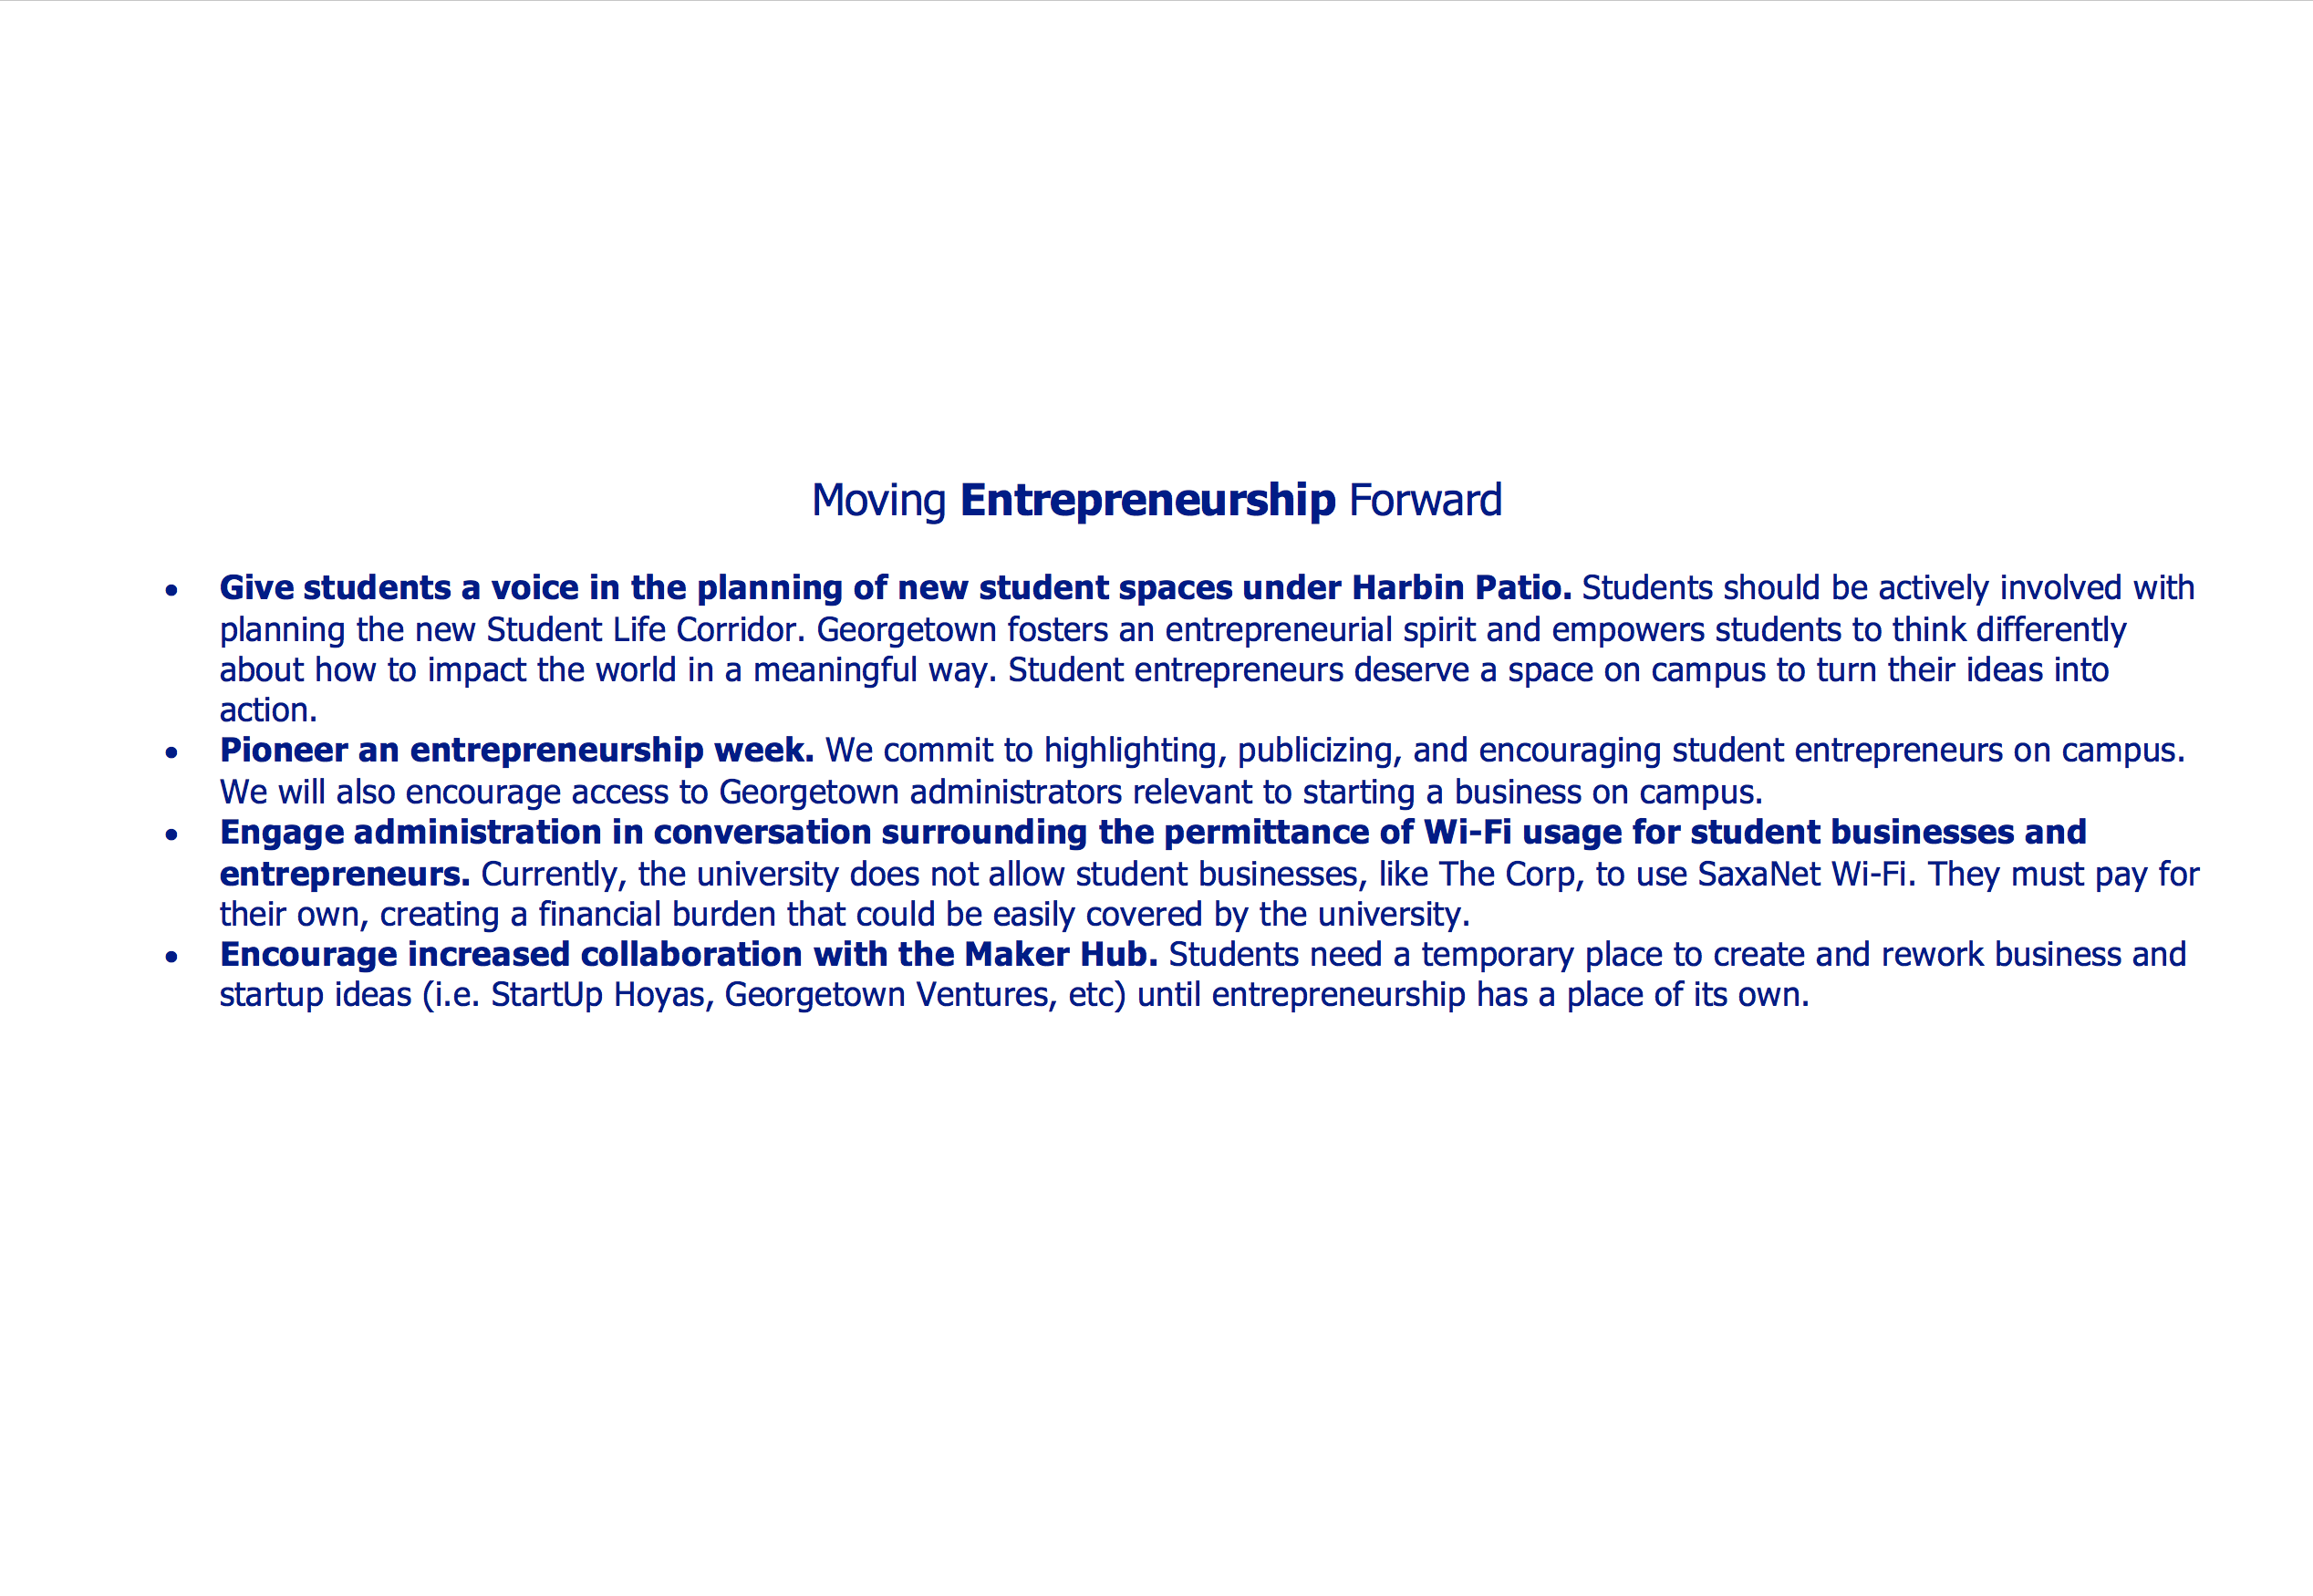 Moving Entrepreneurship Forward
• Give students a voice in the planning of new student spaces under Harbin Patio. Students should be actively involved with
planning the new Student Life Corridor. Georgetown fosters an entrepreneurial spirit and empowers students to think differently
about how to impact the world in a meaningful way. Student entrepreneurs deserve a space on campus to turn their ideas into
action.
• Pioneer an entrepreneurship week. We commit to highlighting, publicizing, and encouraging student entrepreneurs on campus.
We will also encourage access to Georgetown administrators relevant to starting a business on campus.
• Engage administration in conversation surrounding the permittance of Wi-Fi usage for student businesses and
entrepreneurs. Currently, the university does not allow student businesses, like The Corp, to use SaxaNet Wi-Fi. They must pay for
their own, creating a financial burden that could be easily covered by the university.
• Encourage increased collaboration with the Maker Hub. Students need a temporary place to create and rework business and
startup ideas (i.e. StartUp Hoyas, Georgetown Ventures, etc) until entrepreneurship has a place of its own.